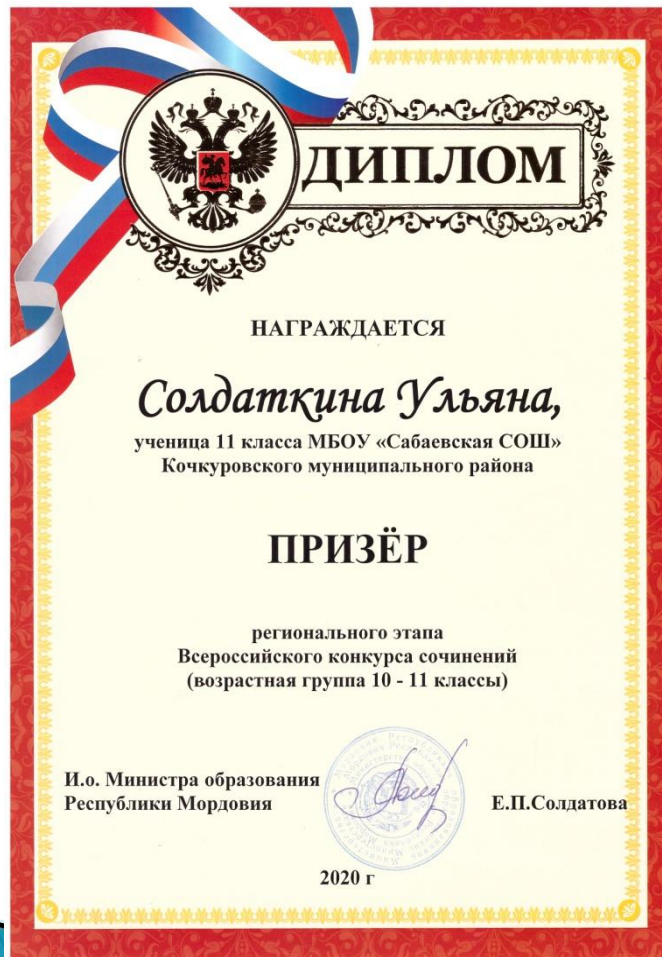 ДИПЛОМ
НАГРАЖДАЕТСЯ
Солдаткина Ульяна,
ученица 11 класса МБОУ «Сабаевская СОШ»
Кочкуровского муниципального района
ПРИЗЁР
регионального этапа
Всероссийского конкурса сочинений
(возрастная группа 10 - 11 классы)
И.о. Министра образования
Республики Мордовия
Е.П.Солдатова
2020 г